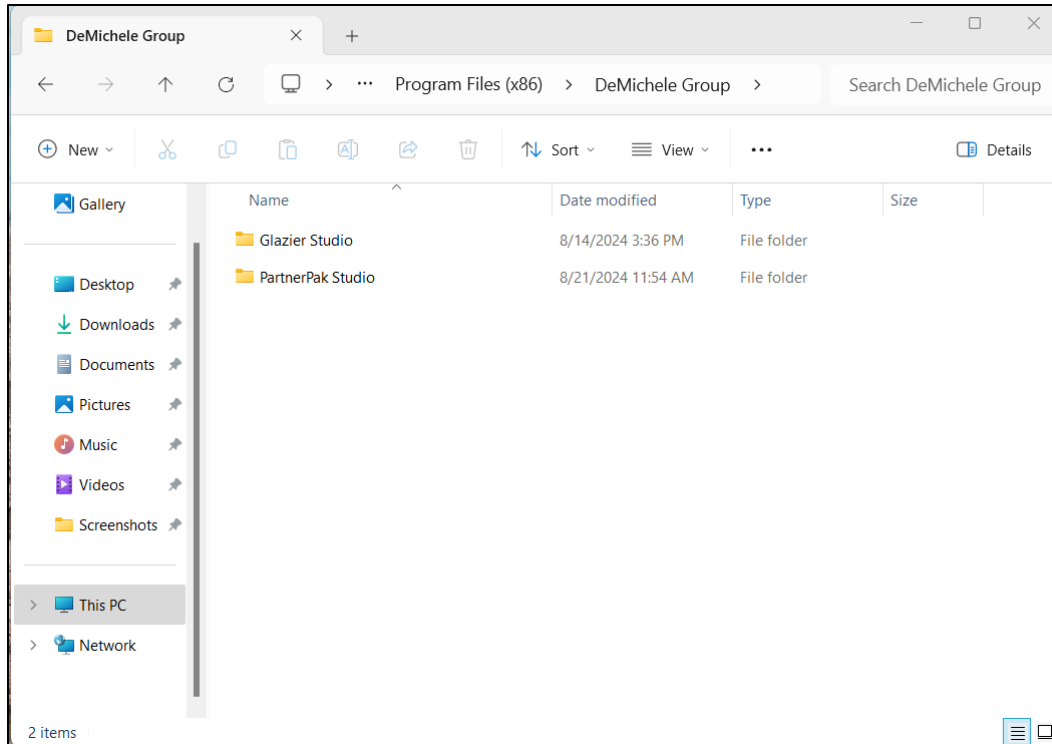 DeMichele Group
··· Program Files (x86) > DeMichele Group >
Search DeMichele Group
New
Sort
View
···
Details
Gallery
Desktop
Downloads
Documents
Pictures
Music
Videos
Screenshots
This PC
Network
Name Date modified Type Size
Glazier Studio 8/14/2024 3:36 PM File folder
PartnerPak Studio 8/21/2024 11:54 AM File folder
2 items